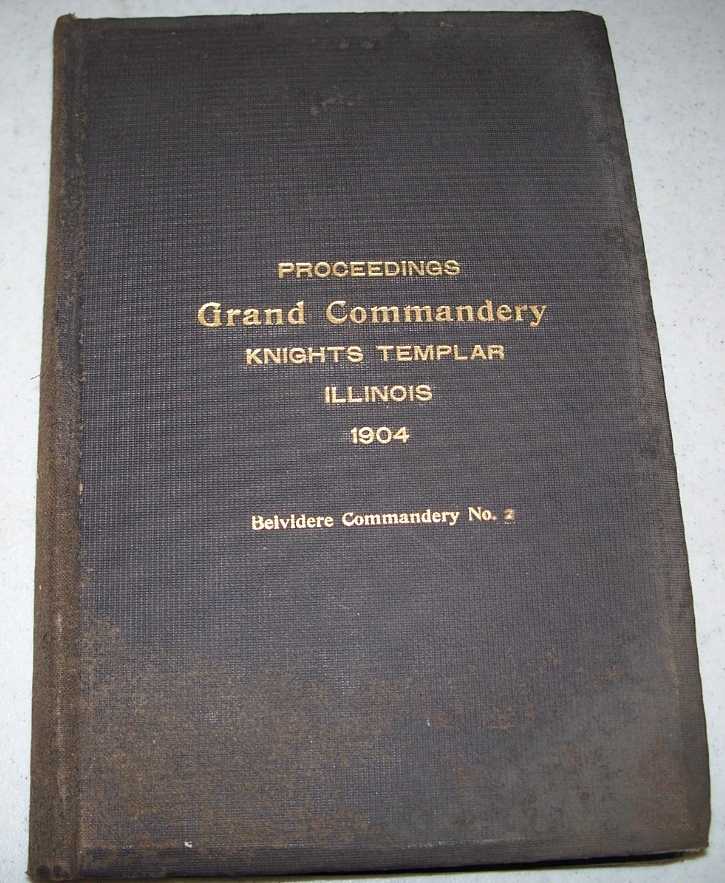 PROCEEDINGS
Grand Commandery
KNIGHTS TEMPLAR
ILLINOIS
1904
Belvidere Commandery No. 2